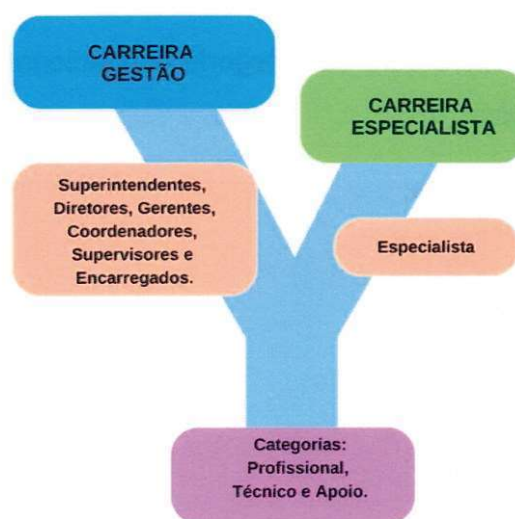 CARREIRA
GESTÃO
CARREIRA
ESPECIALISTA
Superintendentes,
Diretores, Gerentes,
Coordenadores,
Supervisores e
Encarregados.
Especialista
Categorias:
Profissional,
Técnico e Apoio.